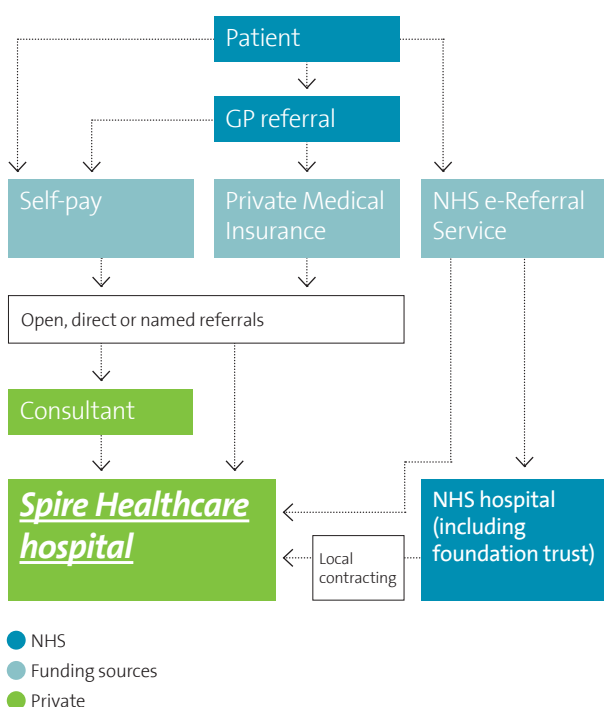 Patient
GP referral
Self-pay
Private Medical
Insurance
NHS e-Referral
Service
Open, direct or named referrals
Consultant
Spire Healthcare
hospital
Local
contracting
NHS hospital
(including
foundation trust)
NHS
Funding sources
Private